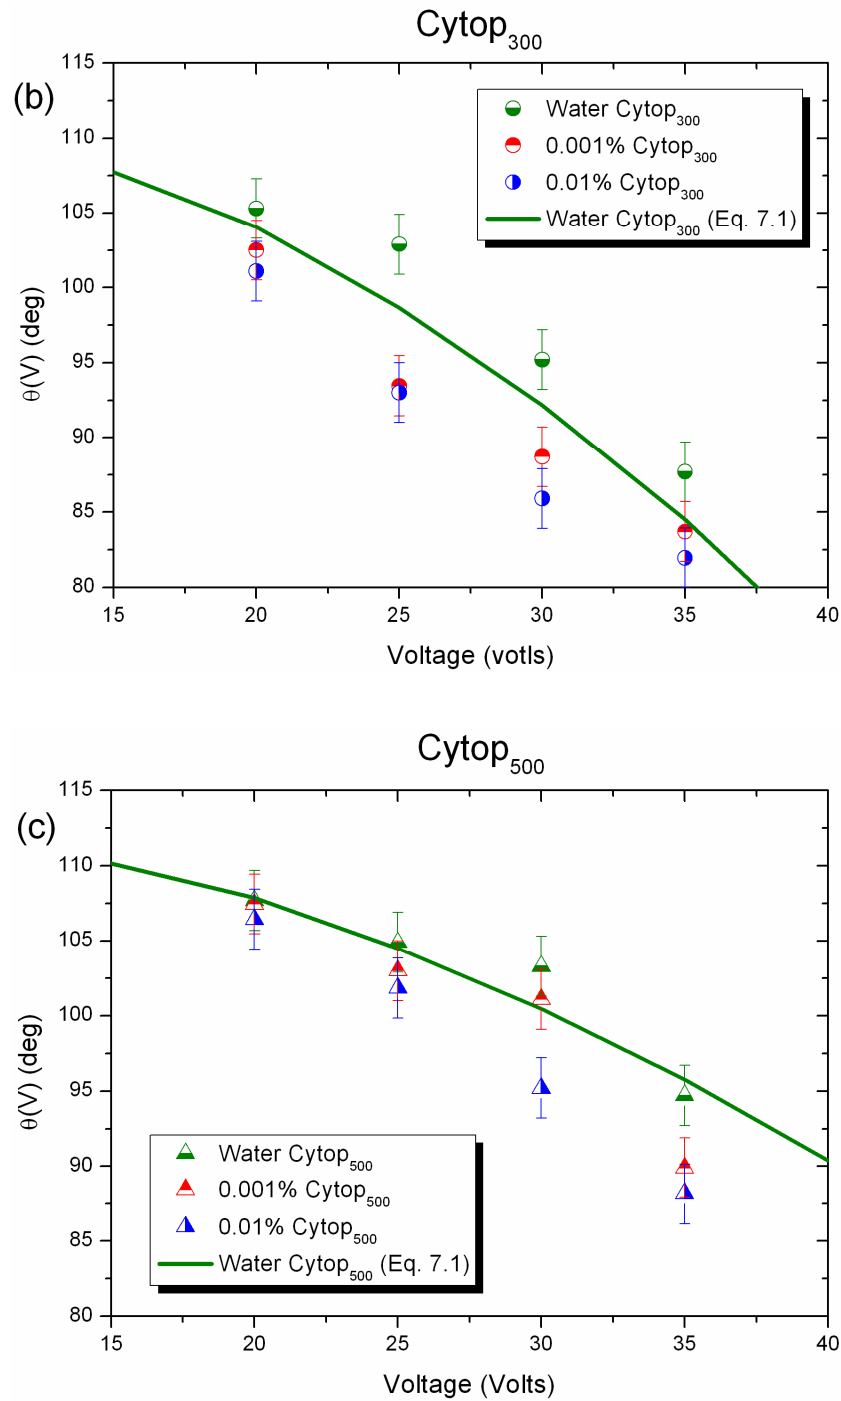 Cytop300
(b)
115
110
105
100
95
90
85
80
θ(V) (deg)
Water Cytop300
0.001% Cytop300
0.01% Cytop300
Water Cytop300 (Eq. 7.1)
15 20 25 30 35 40
Voltage (votls)
Cytop500
(c)
115
110
105
100
95
90
85
80
θ(V) (deg)
Water Cytop500
0.001% Cytop500
0.01% Cytop500
Water Cytop500 (Eq. 7.1)
15 20 25 30 35 40
Voltage (Volts)